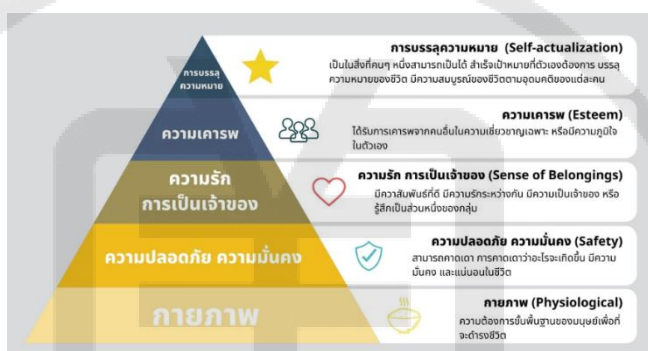 การบรรลุความหมาย (Self-actualization)
เป็นในสิ่งที่คนๆ หนึ่งสามารถเป็นได้ สำเร็จเป้าหมายที่ตัวเองต้องการ บรรลุ
ความหมายของชีวิต มีความสมบูรณ์ของชีวิตตามอุดมคติของแต่ละคน
การบรรลุ
ความหมาย
ความเคารพ (Esteem)
ได้รับการเคารพจากคนอื่นในความเชี่ยวชาญเฉพาะ หรือมีความภูมิใจ
ในตัวเอง
ความเคารพ
ความรัก การเป็นเจ้าของ (Sense of Belongings)
มีควาสัมพันธ์ที่ดี มีความรักระหว่างกัน มีความเป็นเจ้าของ หรือ
รู้สึกเป็นส่วนหนึ่งของกลุ่ม
ความรัก
การเป็นเจ้าของ
ความปลอดภัย ความมั่นคง (Safety)
สามารถคาดเดา การคาดเดาว่าอะไรจะเกิดขึ้น มีความ
มั่นคง และแน่นอนในชีวิต
ความปลอดภัย ความมั่นคง
กายภาพ (Physiological)
ความต้องการขั้นพื้นฐานของมนุษย์เพื่อที่
จะดำรงชีวิต
กายภาพ